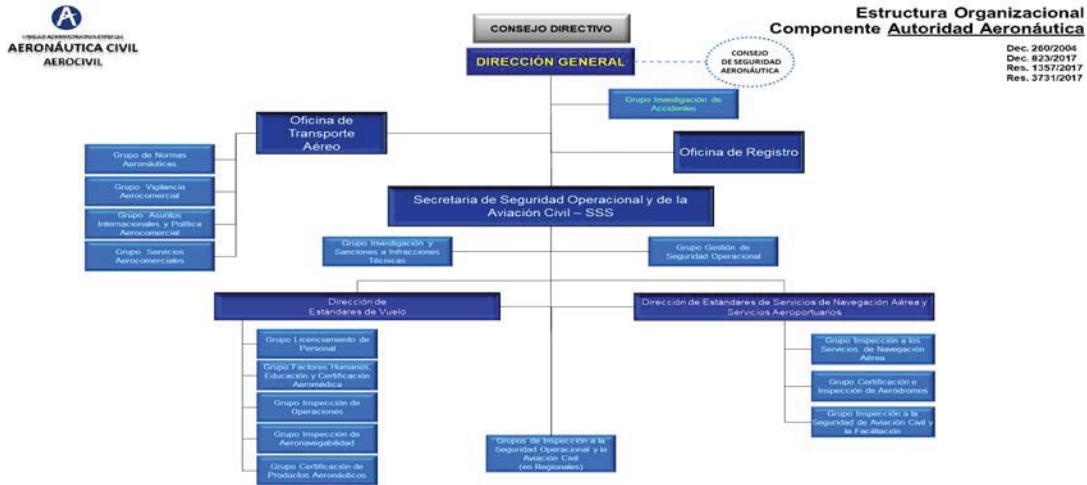 UNIDAD ADMINISTRATIVA ESPECIAL
AERONÁUTICA CIVIL
AEROCIVIL
Estructura Organizacional
Componente Autoridad Aeronáutica
Dec. 260/2004
Dec. 823/2017
Res. 1357/2017
Res. 3731/2017
CONSEJO DIRECTIVO
DIRECCIÓN GENERAL
CONSEJO
DE SEGURIDAD
AERONÁUTICA
Grupo Investigación de
Accidentes
Oficina de
Transporte
Aéreo
Oficina de Registro
Grupo de Normas
Aeronáuticas
Grupo Vigilancia
Aerocomercial
Grupo Asuntos
Internacionales y Política
Aerocomercial
Grupo Servicios
Aerocomerciales
Secretaria de Seguridad Operacional y de la
Aviación Civil – SSS
Grupo Investigación y
Sanciones a Infracciones
Técnicas
Grupo Gestión de
Seguridad Operacional
Dirección de
Estándares de Vuelo
Dirección de Estándares de Servicios de Navegación Aérea y
Servicios Aeroportuarios
Grupo Licenciamiento de
Personal
Grupo Factores Humanos,
Educación y Certificación
Aeromédica
Grupo Inspección de
Operaciones
Grupo Inspección de
Aeronavegabilidad
Grupo Certificación de
Productos Aeronáuticos
Grupos de Inspección a la
Seguridad Operacional y la
Aviación Civil
(en Regionales)
Grupo Inspección a los
Servicios de Navegación
Aérea
Grupo Certificación e
Inspección de Aeródromos
Grupo Inspección a la
Seguridad de Aviación Civil y
la Facilitación